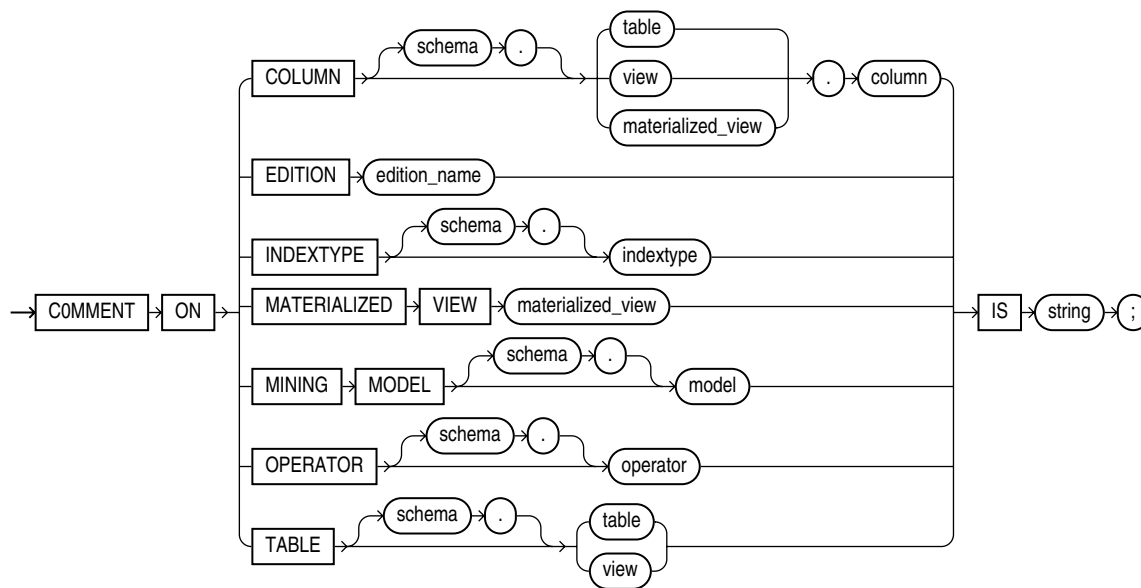 schema .
table
COLUMN
view
. column
materialized_view
EDITION edition_name
schema .
INDEXTYPE
indextype
C0MMENT ON
MATERIALIZED VIEW materialized_view
IS string ;
schema .
MINING MODEL
model
schema .
OPERATOR
operator
schema .
table
TABLE
view